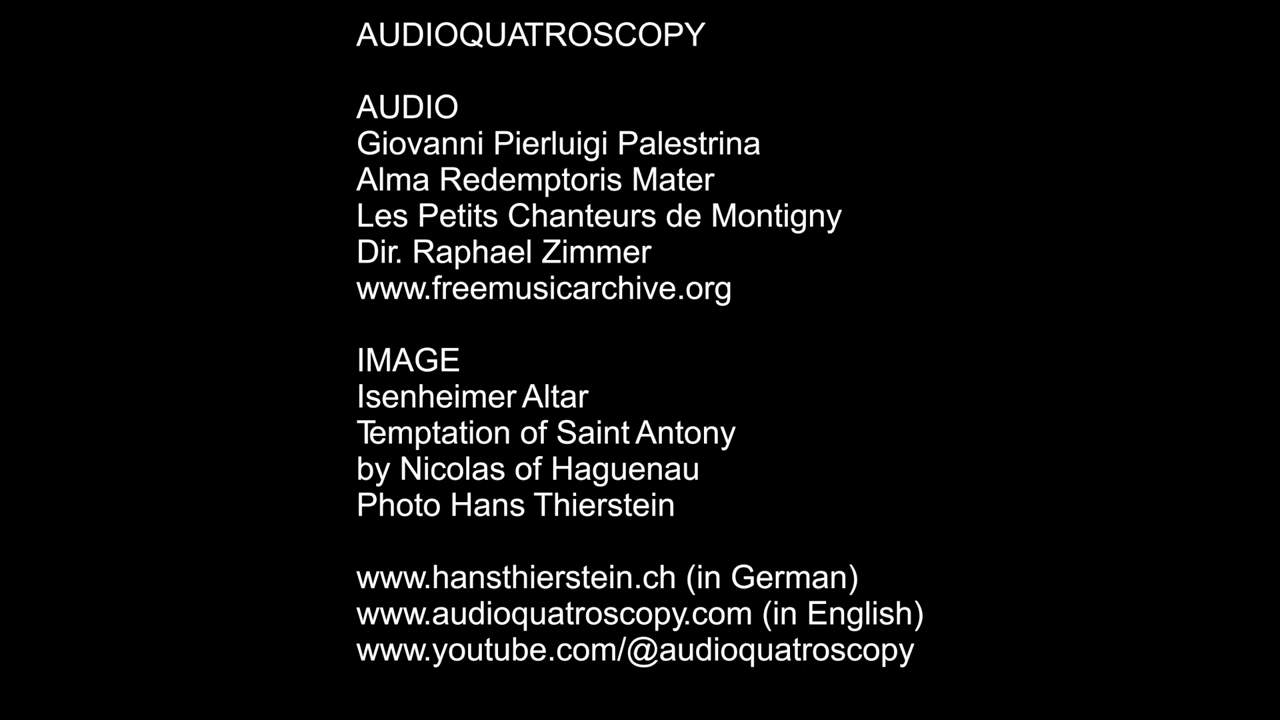 AUDIOQUATROSCOPY
AUDIO
Giovanni Pierluigi Palestrina
Alma Redemptoris Mater
Les Petits Chanteurs de Montigny
Dir. Raphael Zimmer
www.freemusicarchive.org
IMAGE
Isenheimer Altar
Temptation of Saint Antony
by Nicolas of Haguenau
Photo Hans Thierstein
www.hansthierstein.ch (in German)
www.audioquatroscopy.com (in English)
www.youtube.com/@audioquatroscopy